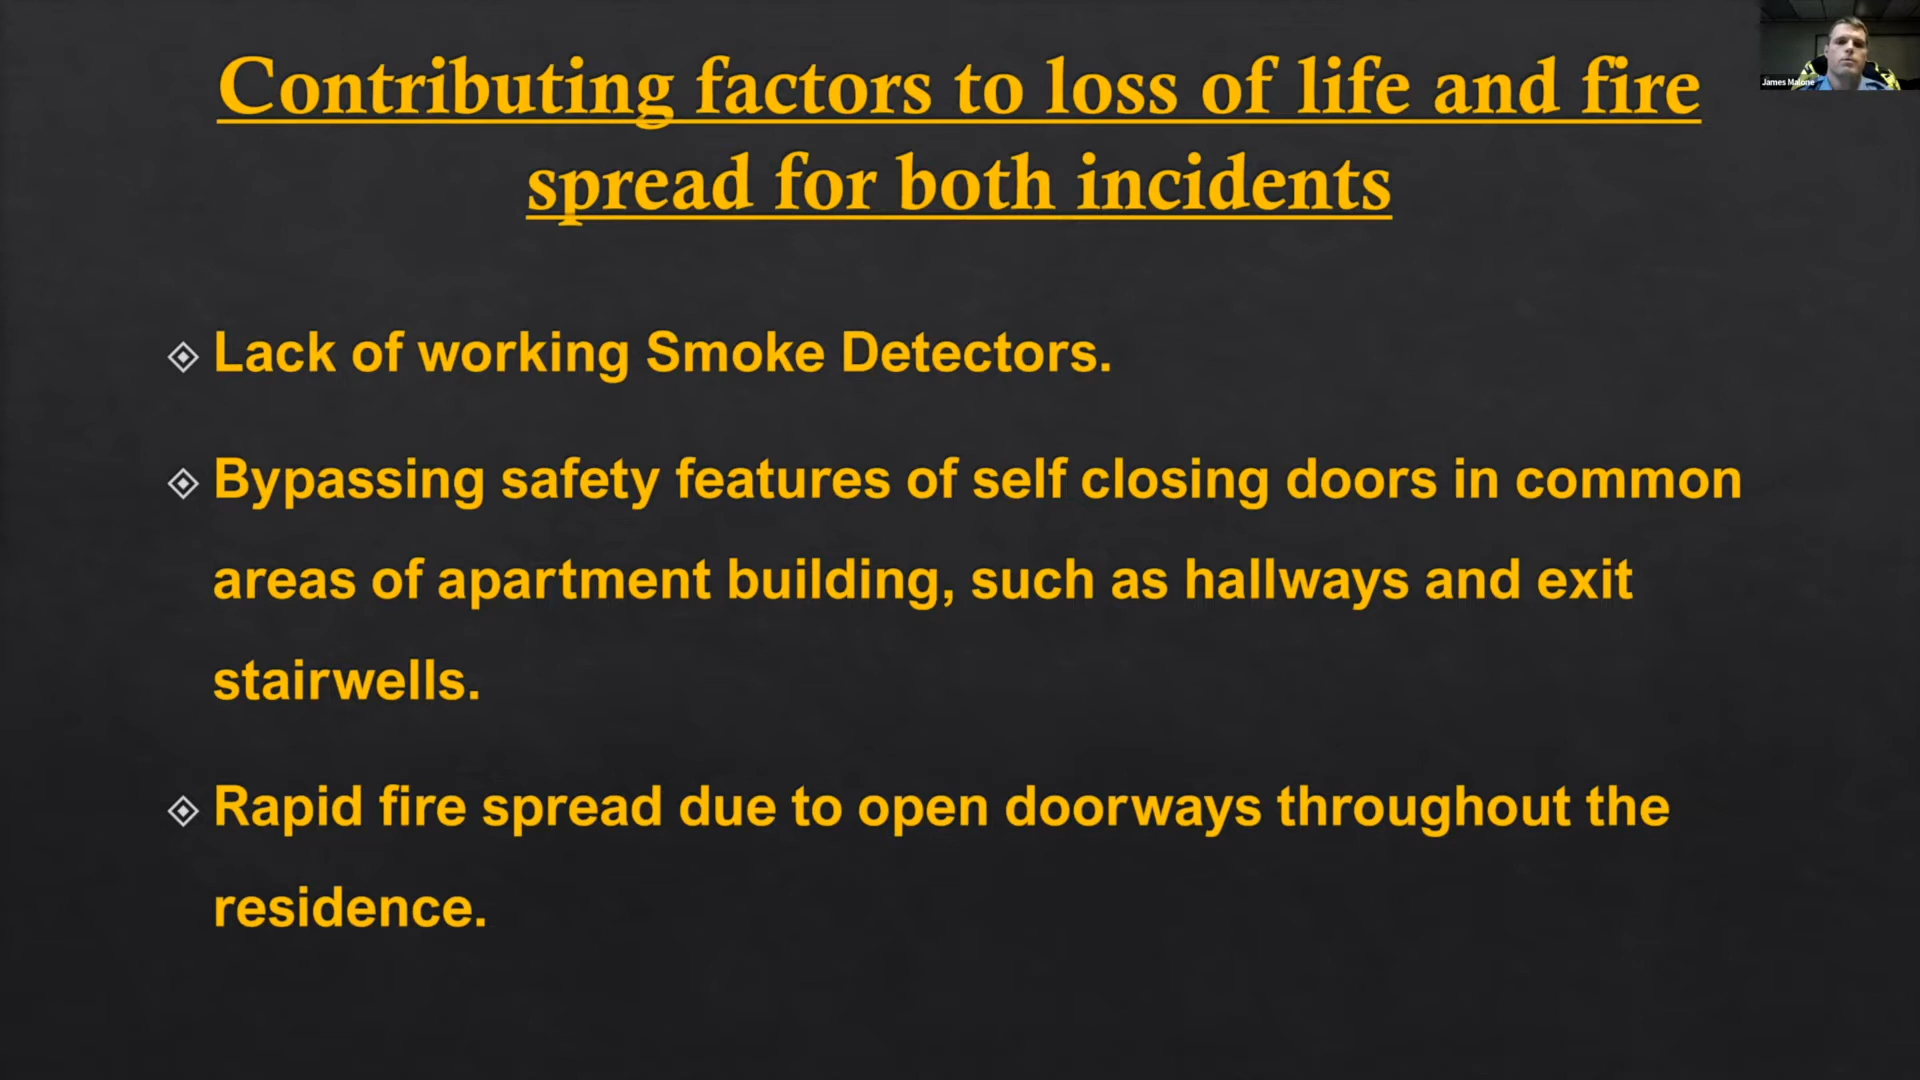 Contributing factors to loss of life and fire
spread for both incidents
James Malone
Lack of working Smoke Detectors.
Bypassing safety features of self closing doors in common
areas of apartment building, such as hallways and exit
stairwells.
Rapid fire spread due to open doorways throughout the
residence.